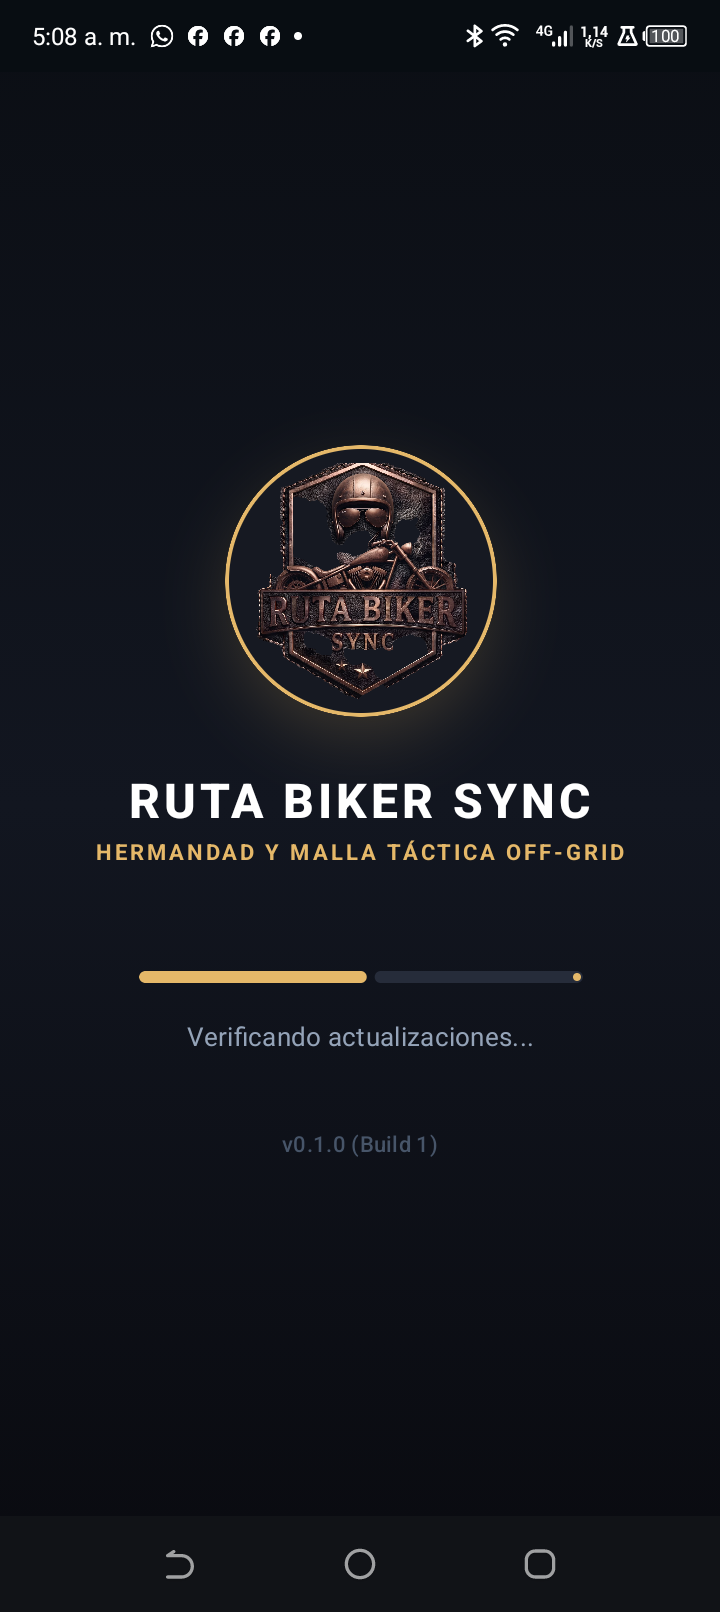 5:08 a. m.
4G
1,14
K/S
100
RUTA BIKER
SYNC
RUTA BIKER SYNC
HERMANDAD Y MALLA TÁCTICA OFF-GRID
Verificando actualizaciones...
v0.1.0 (Build 1)